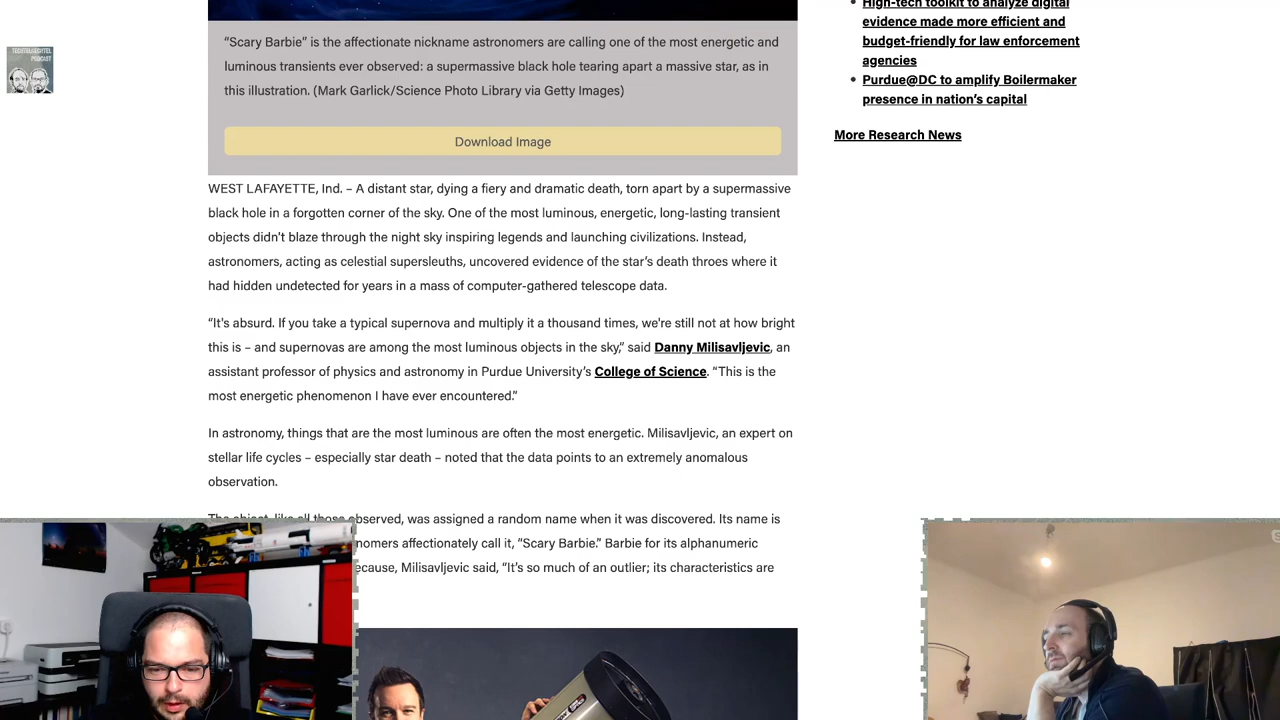 “Scary Barbie” is the affectionate nickname astronomers are calling one of the most energetic and
luminous transients ever observed: a supermassive black hole tearing apart a massive star, as in
this illustration. (Mark Garlick/Science Photo Library via Getty Images)
Download Image
WEST LAFAYETTE, Ind. – A distant star, dying a fiery and dramatic death, torn apart by a supermassive
black hole in a forgotten corner of the sky. One of the most luminous, energetic, long-lasting transient
objects didn’t blaze through the night sky inspiring legends and launching civilizations. Instead,
astronomers, acting as celestial supersleuths, uncovered evidence of the star’s death throes where it
had hidden undetected for years in a mass of computer-gathered telescope data.
“It's absurd. If you take a typical supernova and multiply it a thousand times, we're still not at how bright
this is – and supernovas are among the most luminous objects in the sky,” said Danny Milisavljevic, an
assistant professor of physics and astronomy in Purdue University’s College of Science. “This is the
most energetic phenomenon I have ever encountered.”
In astronomy, things that are the most luminous are often the most energetic. Milisavljevic, an expert on
stellar life cycles – especially star death – noted that the data points to an extremely anomalous
observation.
The object, like all those observed, was assigned a random name when it was discovered. Its name is
nomers affectionately call it, “Scary Barbie.” Barbie for its alphanumeric
ecause, Milisavljevic said, “It’s so much of an outlier; its characteristics are
High-tech toolkit to analyze digital
evidence made more efficient and
budget-friendly for law enforcement
agencies
Purdue@DC to amplify Boilermaker
presence in nation’s capital
More Research News
PODCAST